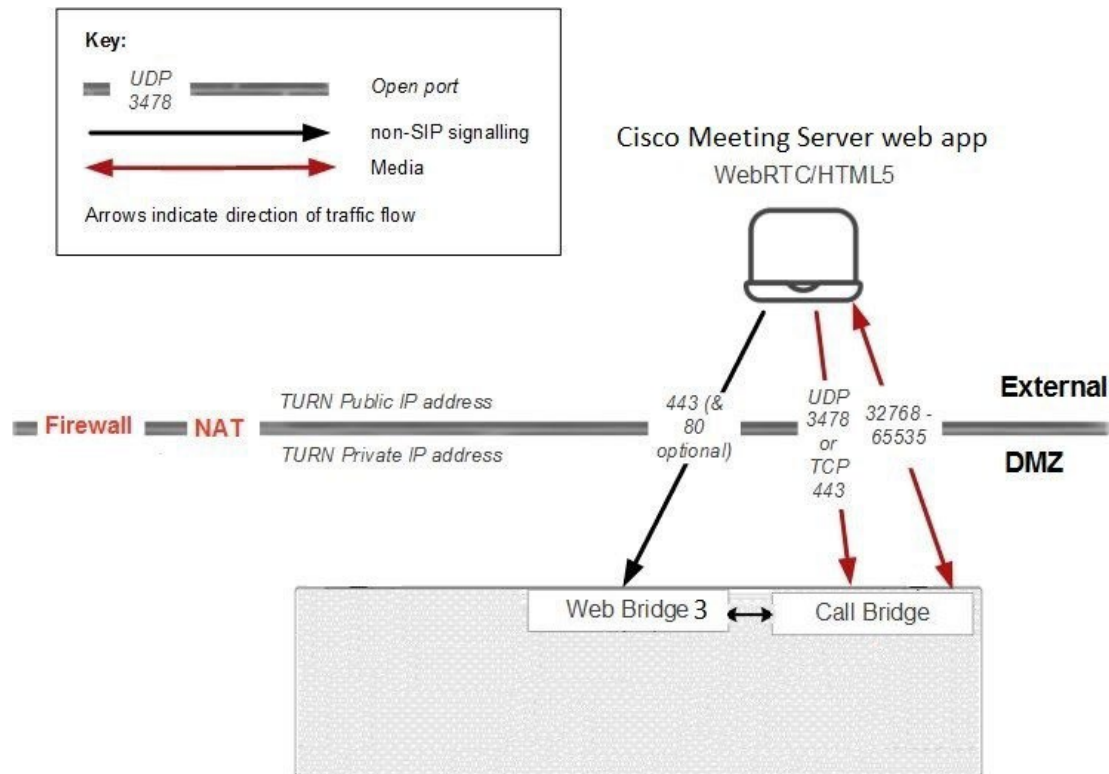 Key:
UDP
3478
Open port
non-SIP signalling
Media
Arrows indicate direction of traffic flow
Cisco Meeting Server web app
WebRTC/HTML5
TURN Public IP address
Firewall
NAT
TURN Private IP address
443 (&
80
optional)
UDP
3478
or
TCP
443
32768 -
65535
External
DMZ
Web Bridge 3
Call Bridge